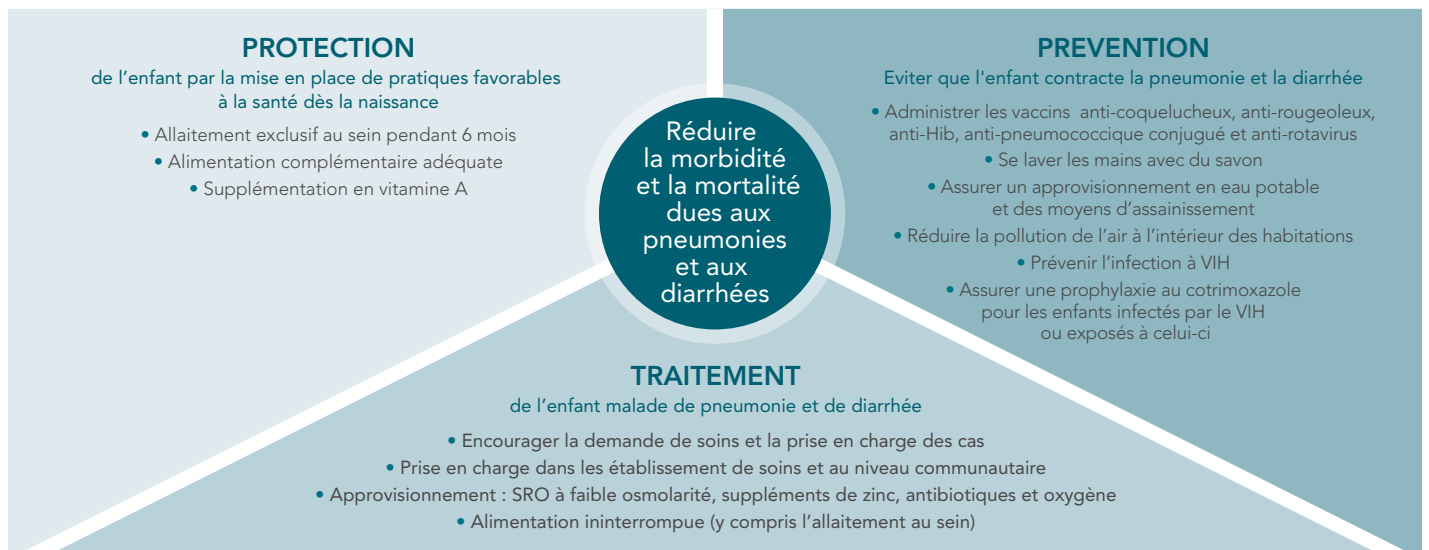 PROTECTION
de l’enfant par la mise en place de pratiques favorables
à la santé dès la naissance
• Allaitement exclusif au sein pendant 6 mois
• Alimentation complémentaire adéquate
• Supplémentation en vitamine A
Réduire
la morbidité
et la mortalité
dues aux
pneumonies
et aux
diarrhées
PREVENTION
Eviter que l'enfant contracte la pneumonie et la diarrhée
• Administrer les vaccins anti-coquelucheux, anti-rougeoleux,
anti-Hib, anti-pneumococcique conjugué et anti-rotavirus
• Se laver les mains avec du savon
• Assurer un approvisionnement en eau potable
et des moyens d’assainissement
• Réduire la pollution de l’air à l’intérieur des habitations
• Prévenir l’infection à VIH
• Assurer une prophylaxie au cotrimoxazole
pour les enfants infectés par le VIH
ou exposés à celui-ci
TRAITEMENT
de l’enfant malade de pneumonie et de diarrhée
• Encourager la demande de soins et la prise en charge des cas
• Prise en charge dans les établissement de soins et au niveau communautaire
• Approvisionnement : SRO à faible osmolarité, suppléments de zinc, antibiotiques et oxygène
• Alimentation ininterrompue (y compris l’allaitement au sein)